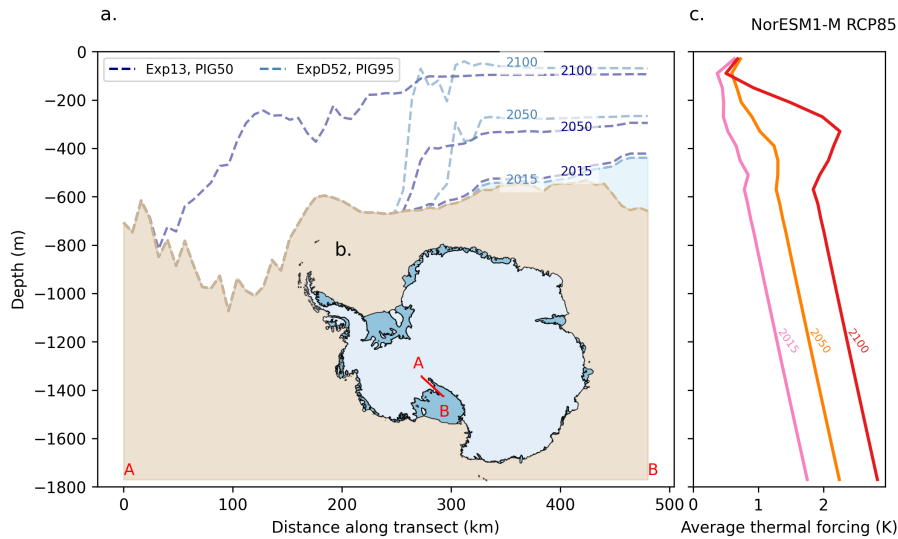 a.
c.
NorESM1-M RCP85
Exp13, PIG50
ExpD52, PIG95
2100
2100
2050
2050
2015
2015
b.
A
B
A
B
0
−200
−400
−600
−800
−1000
−1200
−1400
−1600
−1800
Depth (m)
0
100
200
300
400
500
Distance along transect (km)
2015
2050
2100
0
1
2
Average thermal forcing (K)